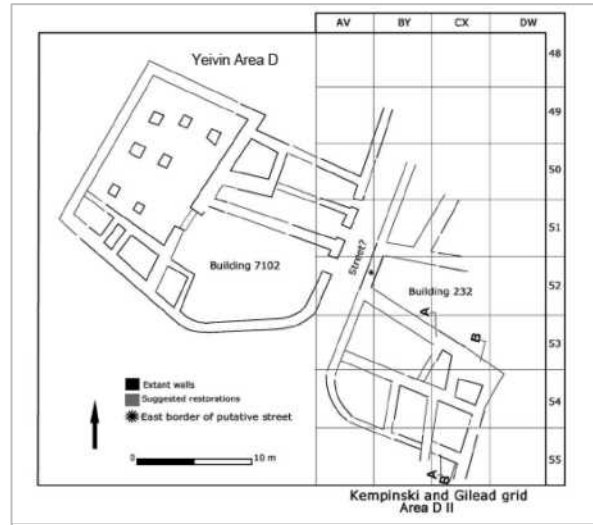 AV BY CX DW
Yeivin Area D
48
49
50
51
52
53
54
55
Street?
Building 7102
Building 232
A
B
Extant walls
Suggested restorations
East border of putative street
0 10 m
A
B
Kempinski and Gilead grid
Area D II